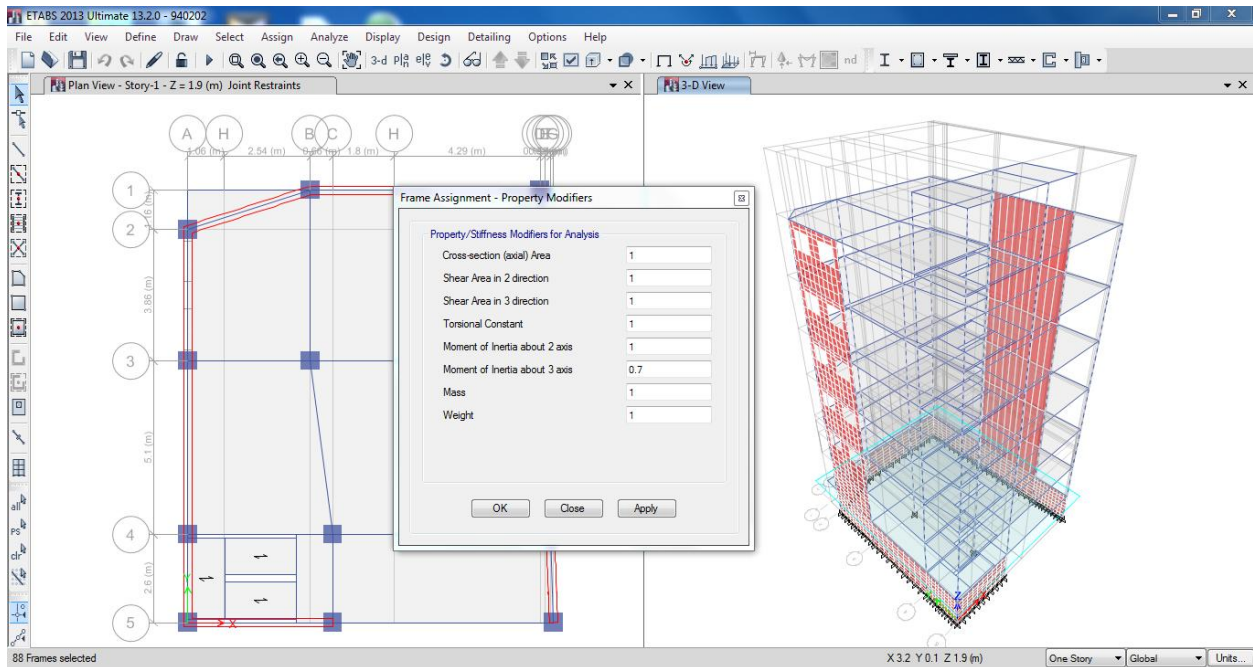 ETABS 2013 Ultimate 13.2.0 - 940202
File Edit View Define Draw Select Assign Analyze Display Design Detailing Options Help
3-d
nd
Plan View - Story-1 - Z = 1.9 (m) Joint Restraints
3-D View
A H B C H
2.54 (m) 1.8 (m) 4.29 (m)
1
2
3.86 (m)
3
5.1 (m)
4
2.6 (m)
5
Y
X
Frame Assignment - Property Modifiers
Property/Stiffness Modifiers for Analysis
Cross-section (axial) Area 1
Shear Area in 2 direction 1
Shear Area in 3 direction 1
Torsional Constant 1
Moment of Inertia about 2 axis 1
Moment of Inertia about 3 axis 0.7
Mass 1
Weight 1
OK Close Apply
all
PS
clr
Z
88 Frames selected
X 3.2 Y 0.1 Z 1.9 (m)
One Story
Global
Units...